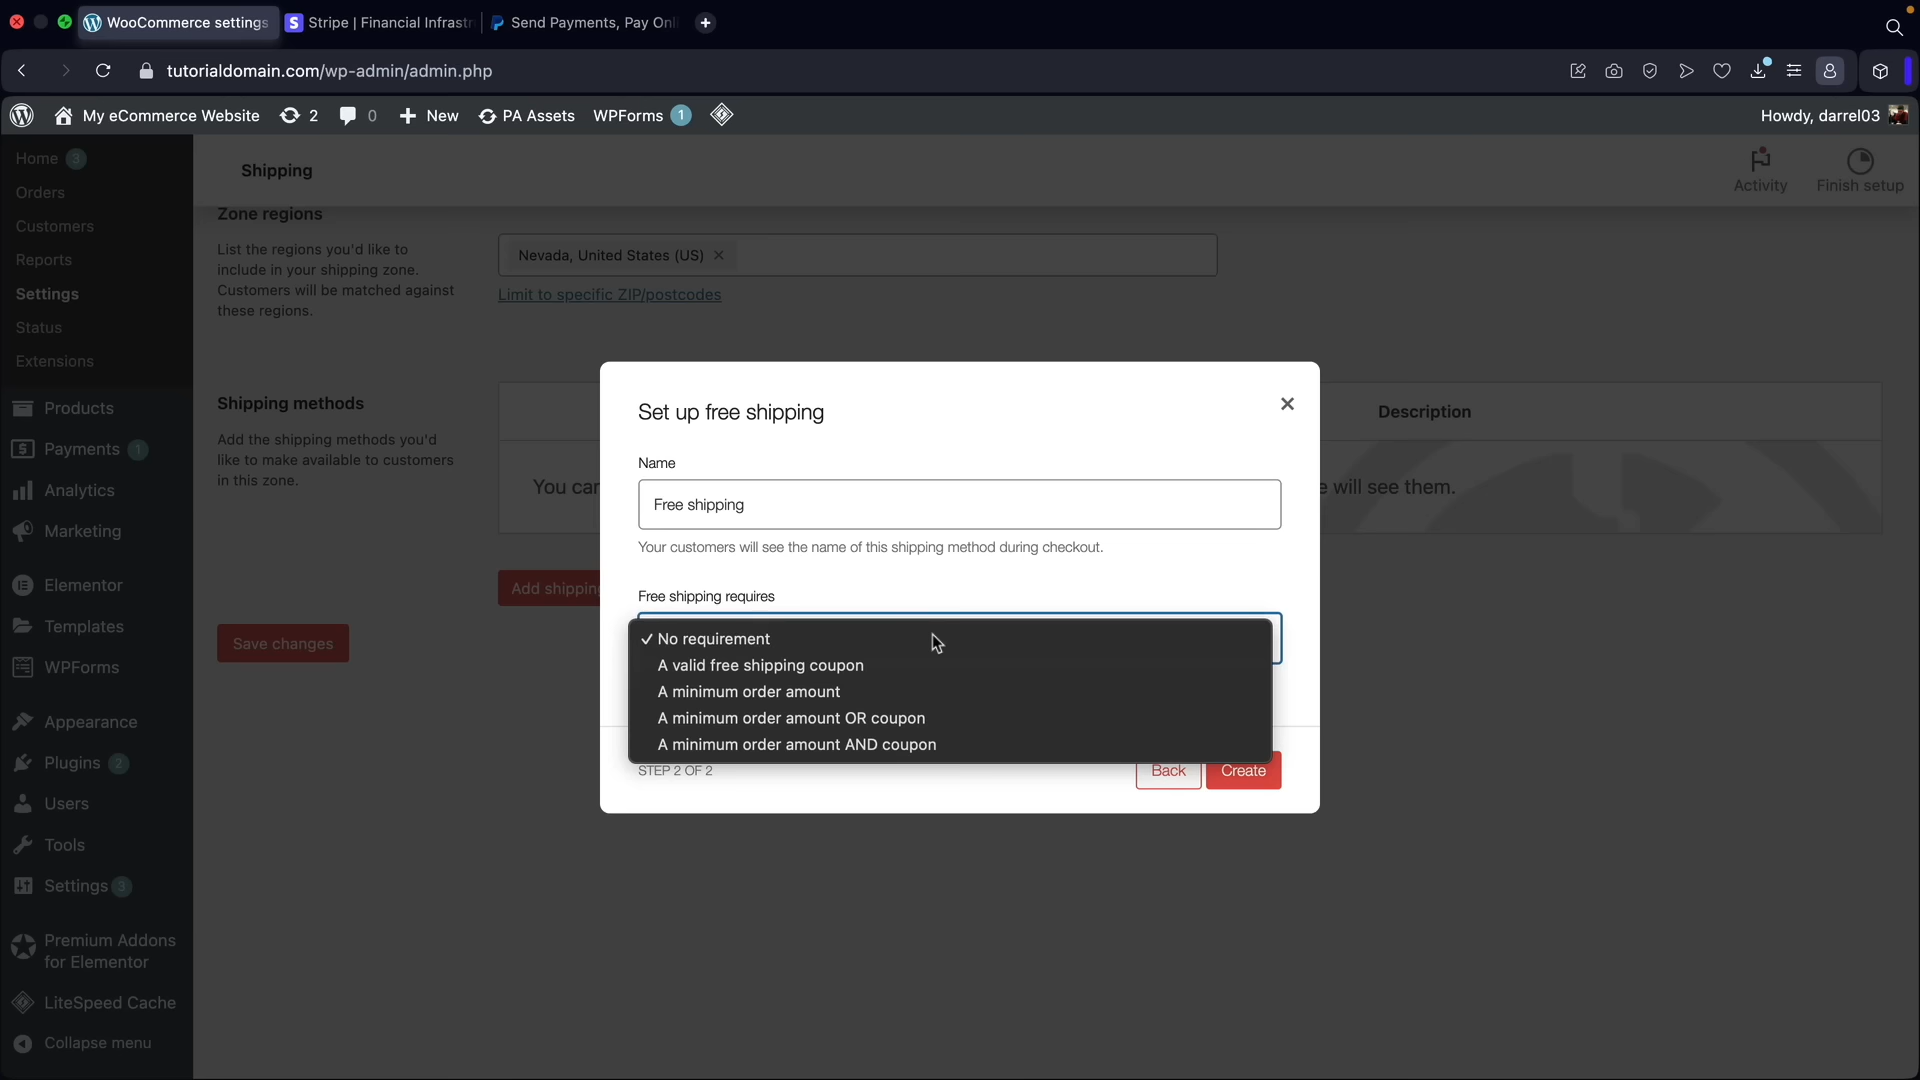 WooCommerce settings
Stripe | Financial Infrastr
Send Payments, Pay Onl
tutorialdomain.com/wp-admin/admin.php
My eCommerce Website
2
0
New
PA Assets
WPForms 1
Howdy, darrel03
Home 3
Orders
Customers
Reports
Settings
Status
Extensions
Products
Payments 1
Analytics
Marketing
Elementor
Templates
WPForms
Appearance
Plugins 2
Users
Tools
Settings 3
Premium Addons
for Elementor
LiteSpeed Cache
Collapse menu
Shipping
Activity
Finish setup
Zone regions
List the regions you'd like to
include in your shipping zone.
Customers will be matched against
these regions.
Nevada, United States (US) ×
Limit to specific ZIP/postcodes
Shipping methods
Add the shipping methods you'd
like to make available to customers
in this zone.
Description
You can
e will see them.
Add shipping
Save changes
Set up free shipping
Name
Free shipping
Your customers will see the name of this shipping method during checkout.
Free shipping requires
✓ No requirement
A valid free shipping coupon
A minimum order amount
A minimum order amount OR coupon
A minimum order amount AND coupon
STEP 2 OF 2
Back
Create